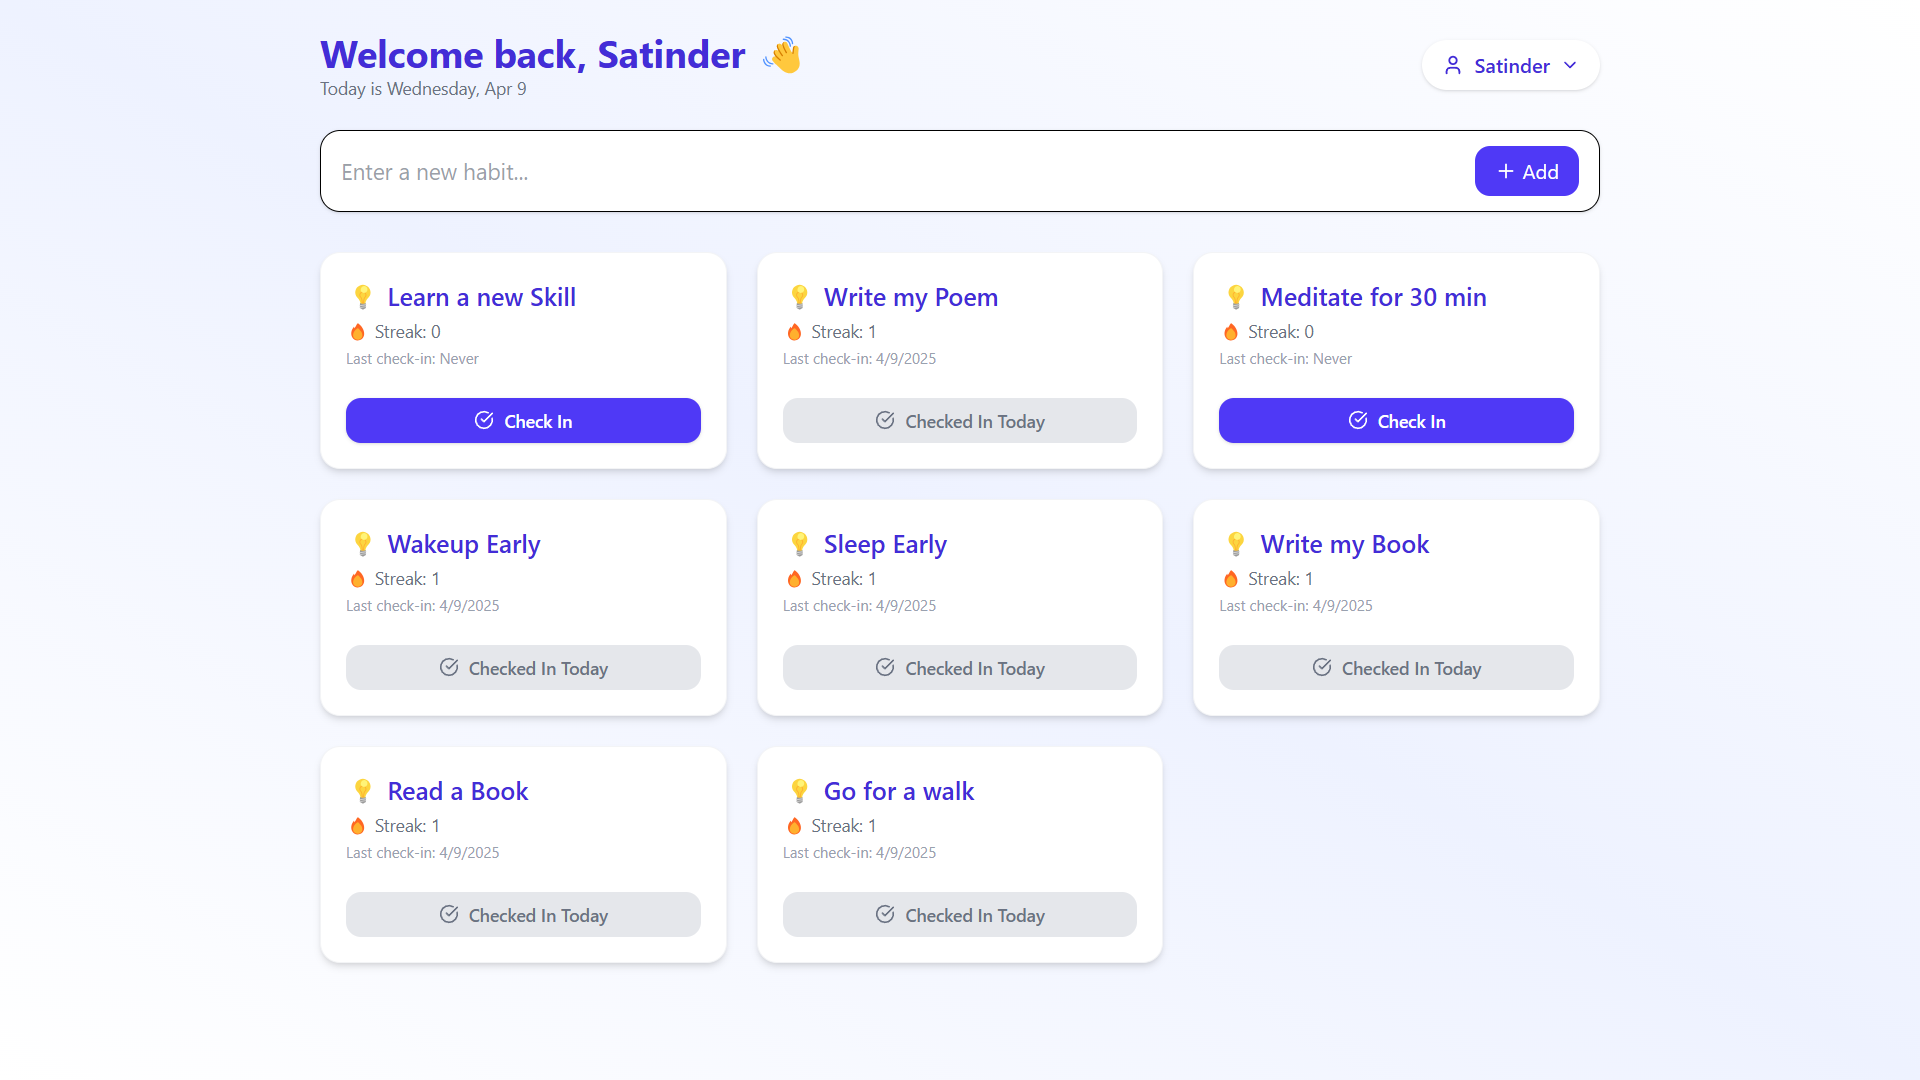 Welcome back, Satinder 👋
Today is Wednesday, Apr 9
Satinder
Enter a new habit...
+ Add
💡 Learn a new Skill
🔥 Streak: 0
Last check-in: Never
Check In
💡 Write my Poem
🔥 Streak: 1
Last check-in: 4/9/2025
Checked In Today
💡 Meditate for 30 min
🔥 Streak: 0
Last check-in: Never
Check In
💡 Wakeup Early
🔥 Streak: 1
Last check-in: 4/9/2025
Checked In Today
💡 Sleep Early
🔥 Streak: 1
Last check-in: 4/9/2025
Checked In Today
💡 Write my Book
🔥 Streak: 1
Last check-in: 4/9/2025
Checked In Today
💡 Read a Book
🔥 Streak: 1
Last check-in: 4/9/2025
Checked In Today
💡 Go for a walk
🔥 Streak: 1
Last check-in: 4/9/2025
Checked In Today